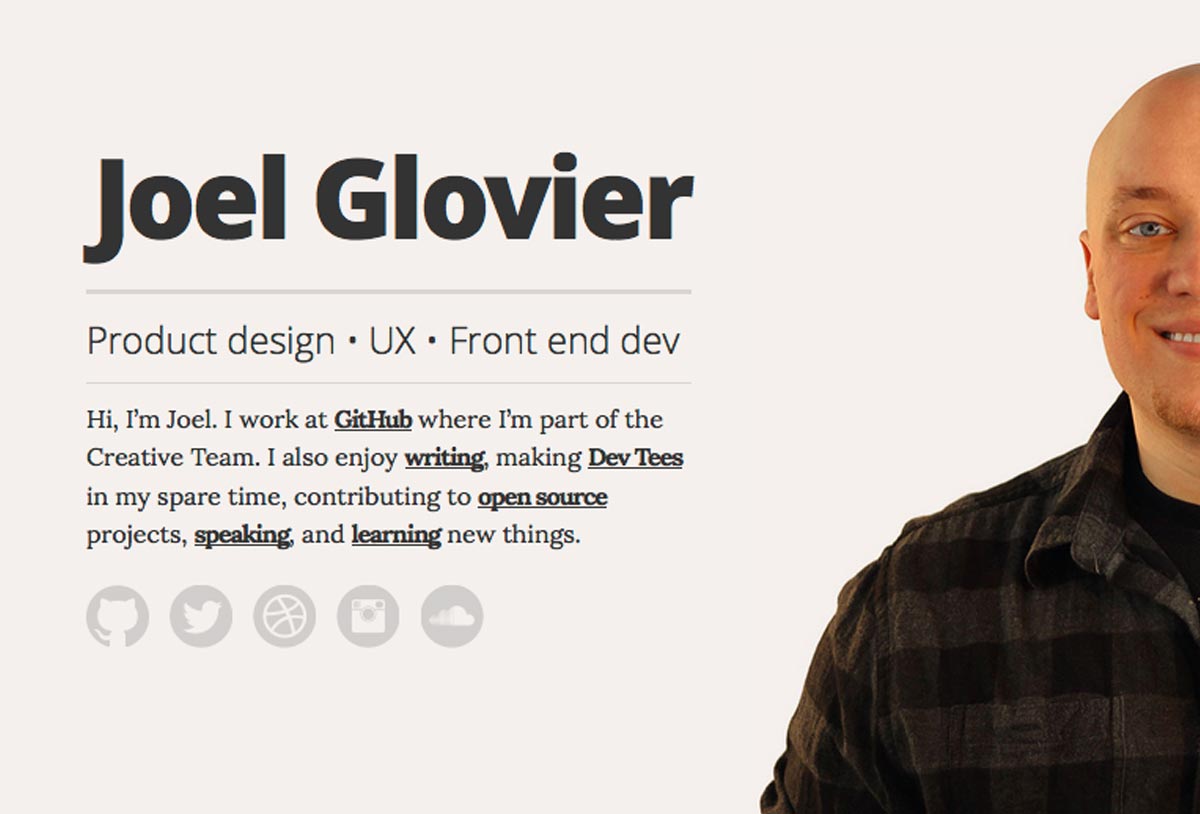 Joel Glovier
Product design • UX • Front end dev
Hi, I’m Joel. I work at GitHub where I’m part of the
Creative Team. I also enjoy writing, making Dev Tees
in my spare time, contributing to open source
projects, speaking, and learning new things.